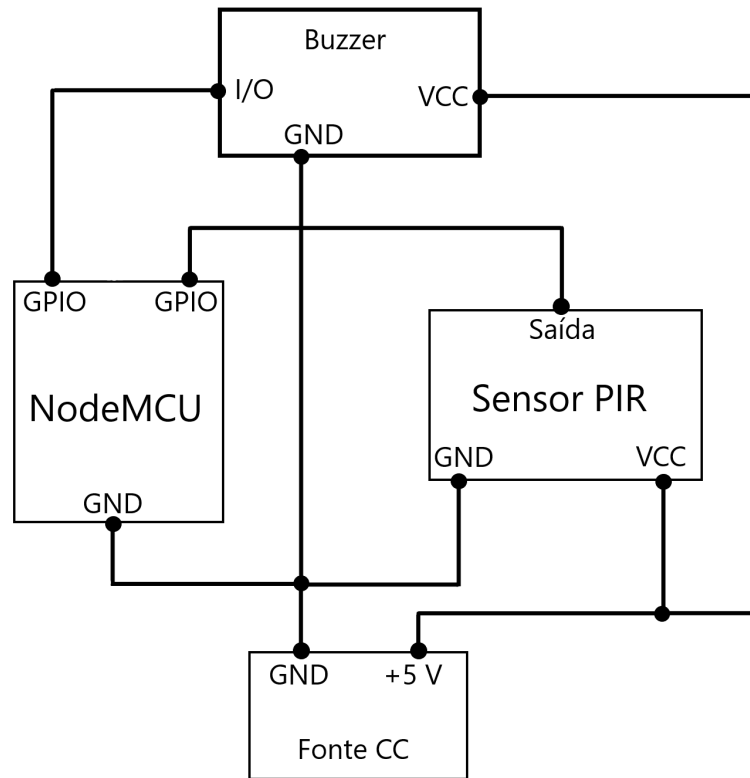 Buzzer
I/O
VCC
GND
GPIO
GPIO
NodeMCU
GND
Saída
Sensor PIR
GND
VCC
GND
+5 V
Fonte CC